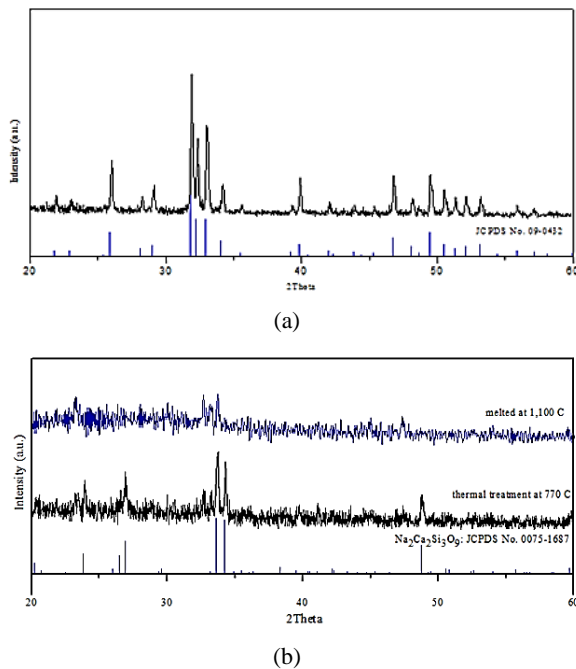 Intensity (a.u.)
JCPDS No. 09-0432
20 30 40 50 60
2Theta
(a)
Intensity (a.u.)
melted at 1,100 C
thermal treatment at 770 C
Na2Ca2Si3O9: JCPDS No. 0075-1687
20 30 40 50 60
2Theta
(b)